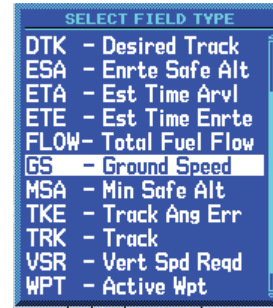 SELECT FIELD TYPE
DTK - Desired Track
ESA - Enrte Safe Alt
ETA - Est Time Arvl
ETE - Est Time Enrte
FLOW- Total Fuel Flow
GS - Ground Speed
MSA - Min Safe Alt
TKE - Track Ang Err
TRK - Track
VSR - Vert Spd Reqd
WPT - Active Wpt